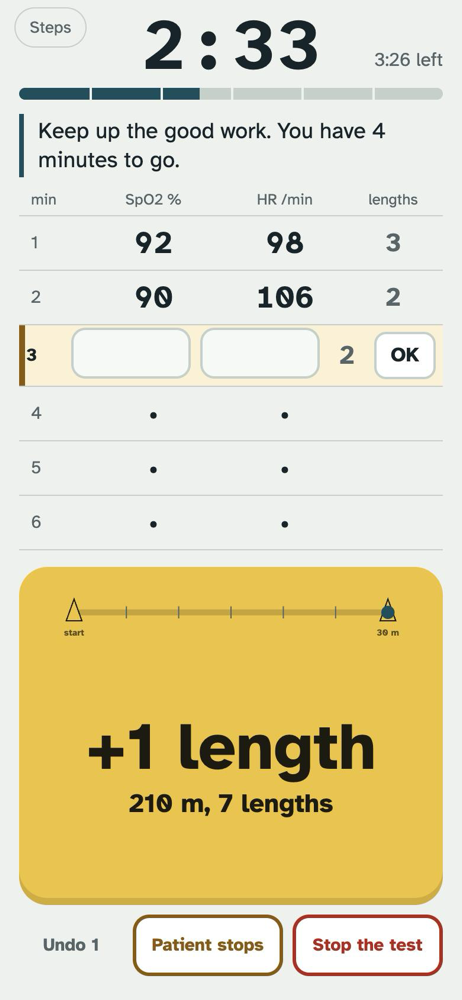 Steps
2:33
3:26 left
Keep up the good work. You have 4
minutes to go.
min SpO2 % HR /min lengths
1 92 98 3
2 90 106 2
3 2 OK
4 • •
5 • •
6 • •
start 30 m
+1 length
210 m, 7 lengths
Undo 1 Patient stops Stop the test